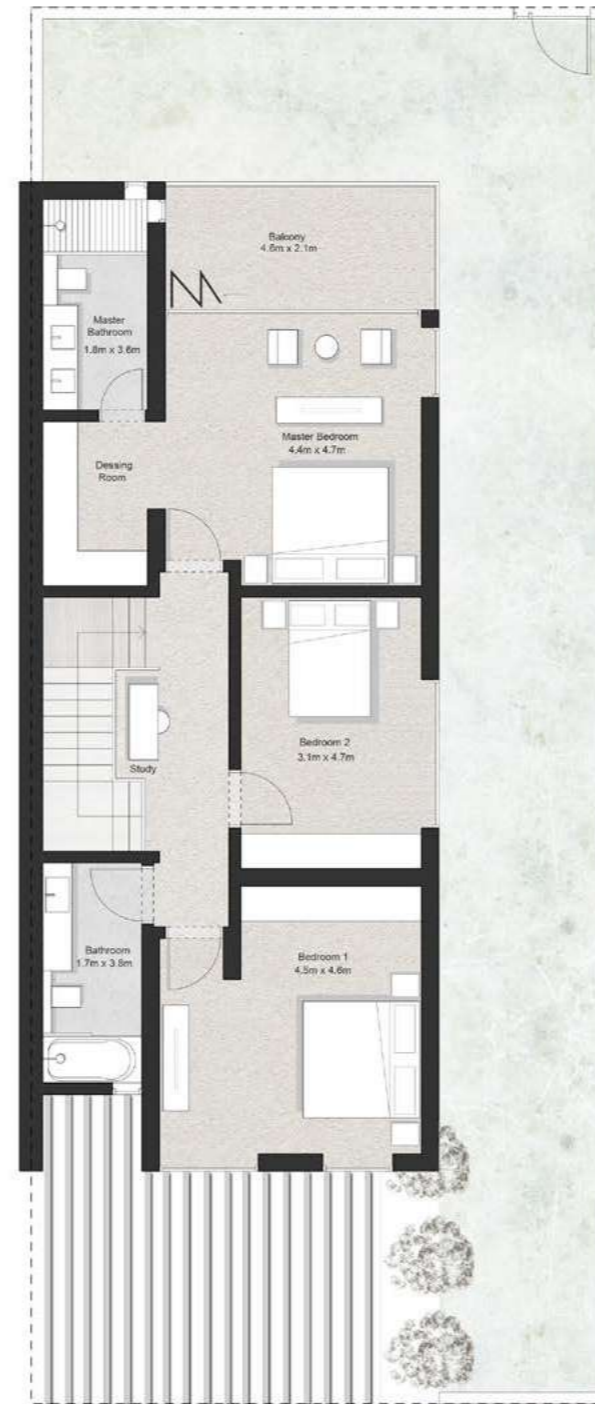 Balcony
4.6m x 2.1m
Master
Bathroom
1.8m x 3.6m
Master Bedroom
4.4m x 4.7m
Dessing
Room
Bedroom 2
3.1m x 4.7m
Study
Bathroom
1.7m x 3.8m
Bedroom 1
4.5m x 4.6m